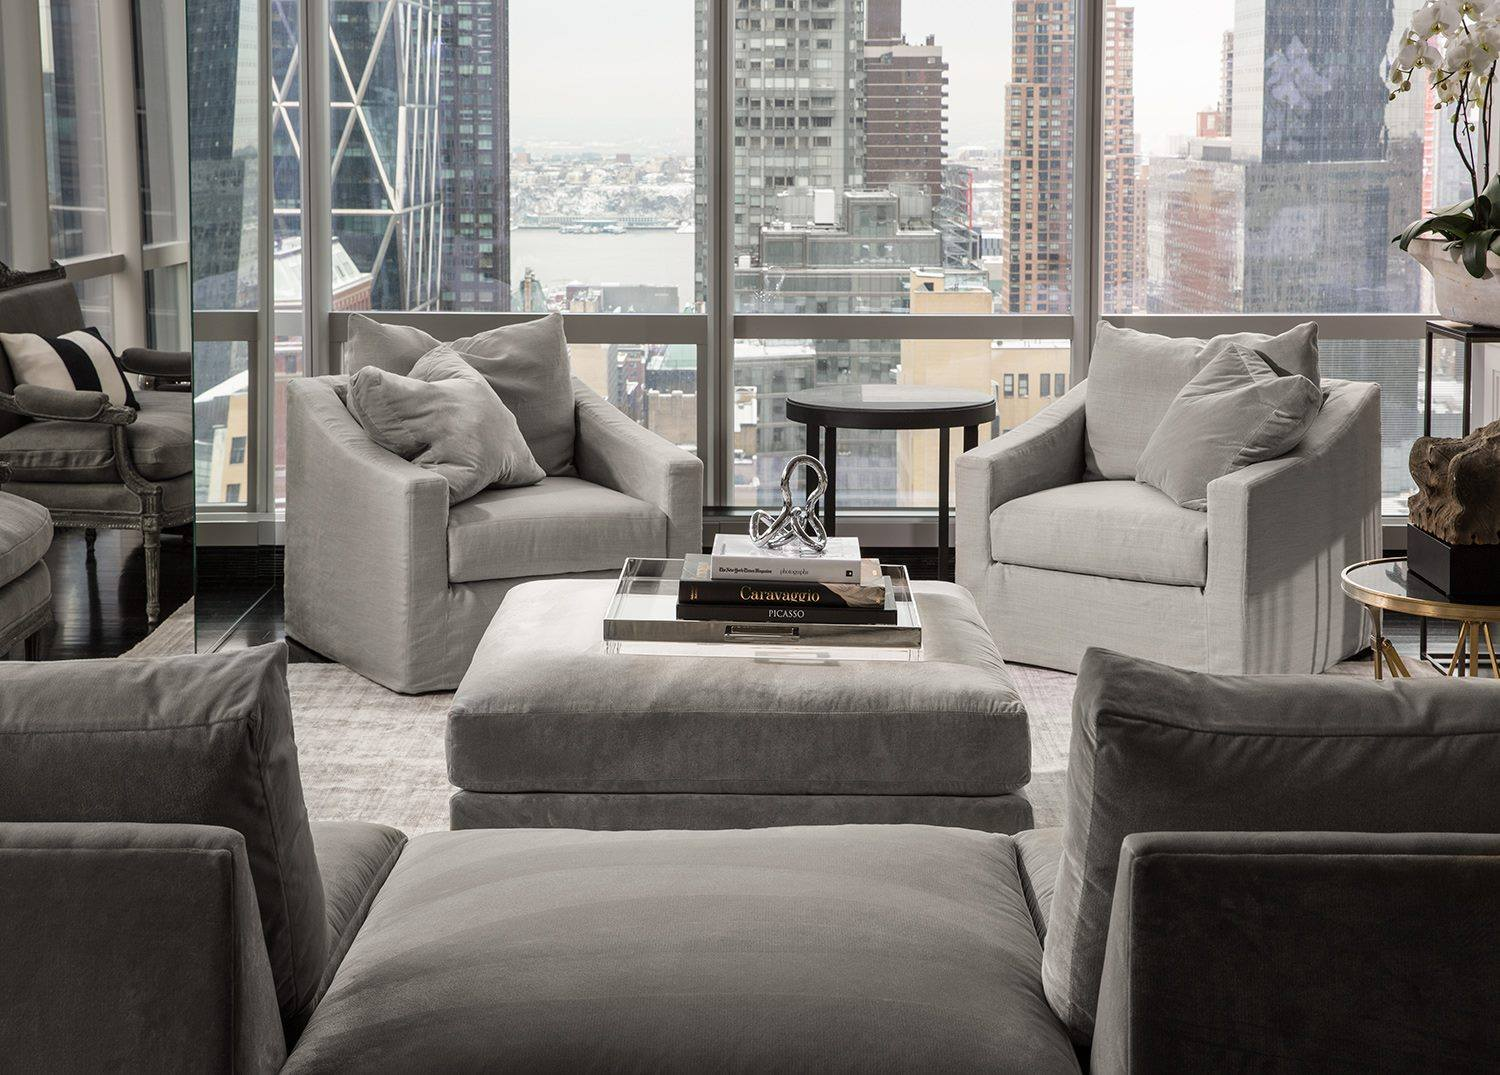 The New York Times Magazine photographs
Caravaggio
PICASSO